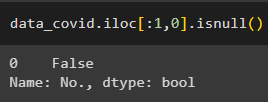 data_covid.iloc[:1,0].isnull()
0    False
Name: No., dtype: bool